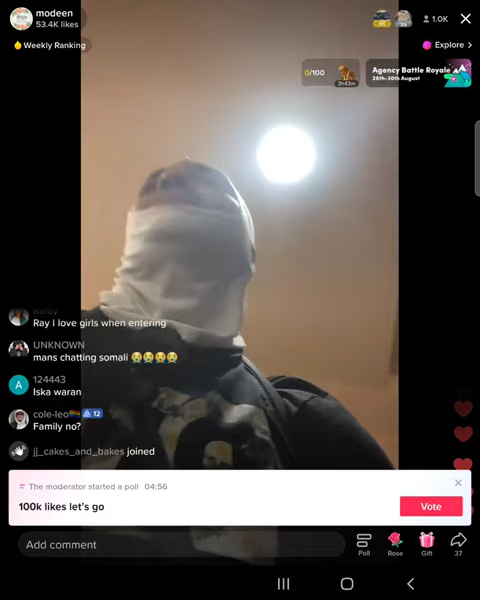 modeen
53.4K likes
1.0K
Weekly Ranking
Explore
0/100
2h43m
Agency Battle Royale
28th-30th August
Ray I love girls when entering
UNKNOWN
mans chatting somali 😭😭😭😭
A
124443
Iska waran
cole-leo🏳️‍🌈 12
Family no?
jj_cakes_and_bakes joined
The moderator started a poll 04:56
100k likes let's go
Vote
Add comment
Poll
Rose
Gift
37